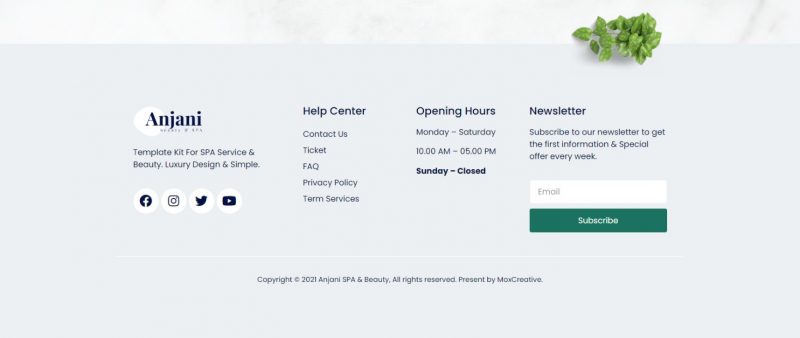 Anjani
Beauty & SPA
Template Kit For SPA Service &
Beauty. Luxury Design & Simple.
Help Center
Contact Us
Ticket
FAQ
Privacy Policy
Term Services
Opening Hours
Monday – Saturday
10.00 AM – 05.00 PM
Sunday – Closed
Newsletter
Subscribe to our newsletter to get
the first information & Special
offer every week.
Email
Subscribe
Copyright © 2021 Anjani SPA & Beauty, All rights reserved. Present by MoxCreative.